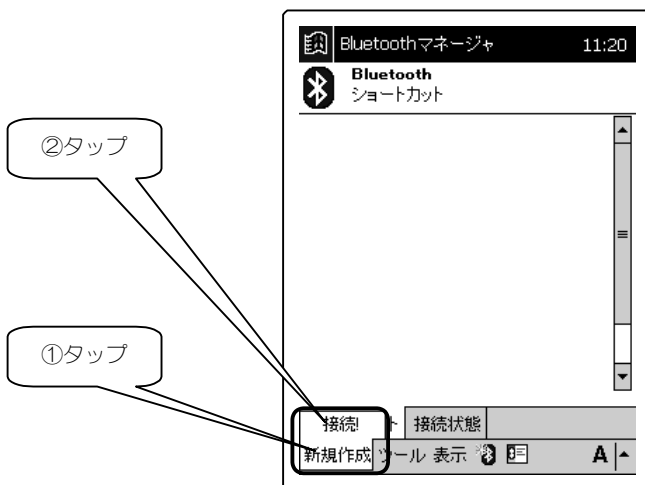 Bluetoothマネージャ 11:20
Bluetooth
ショートカット
②タップ
①タップ
接続! ト 接続状態
新規作成 ツール 表示 A